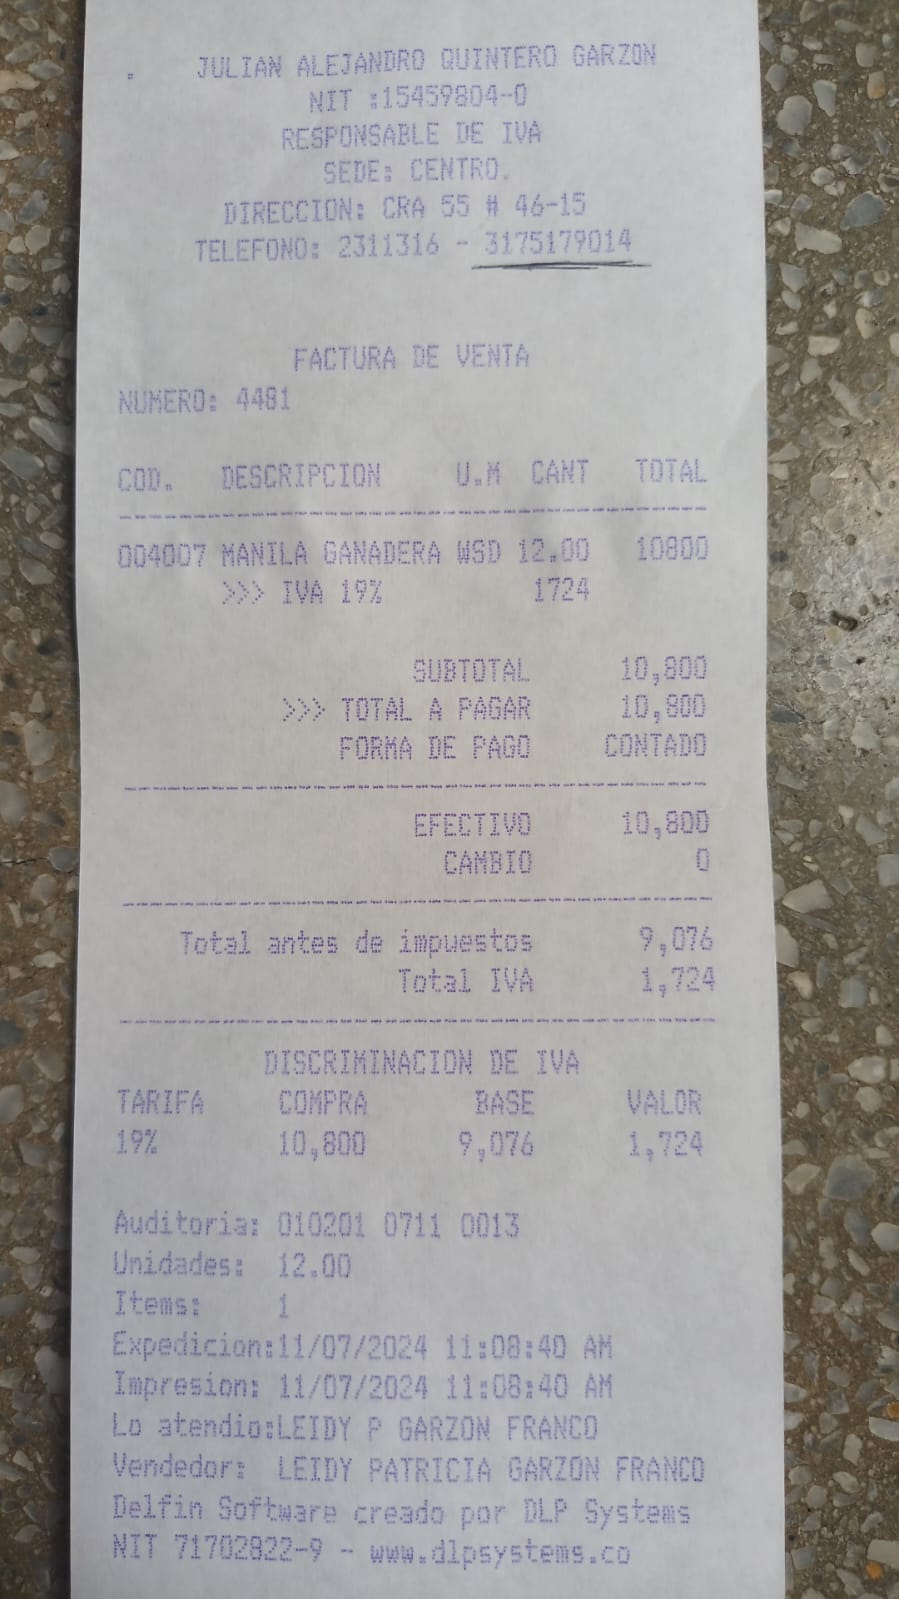 . JULIAN ALEJANDRO QUINTERO GARZON
NIT :15459804-0
RESPONSABLE DE IVA
SEDE: CENTRO.
DIRECCION: CRA 55 # 46-15
TELEFONO: 2311316 - 3175179014
FACTURA DE VENTA
NUMERO: 4481
COD. DESCRIPCION U.M CANT TOTAL
004007 MANILA GANADERA WSD 12.00 10800
>>> IVA 19% 1724
SUBTOTAL 10,800
>>> TOTAL A PAGAR 10,800
FORMA DE PAGO CONTADO
EFECTIVO 10,800
CAMBIO 0
Total antes de impuestos 9,076
Total IVA 1,724
DISCRIMINACION DE IVA
TARIFA COMPRA BASE VALOR
19% 10,800 9,076 1,724
Auditoria: 010201 0711 0013
Unidades: 12.00
Items: 1
Expedicion:11/07/2024 11:08:40 AM
Impresion: 11/07/2024 11:08:40 AM
Lo atendio:LEIDY P GARZON FRANCO
Vendedor: LEIDY PATRICIA GARZON FRANCO
Delfin Software creado por DLP Systems
NIT 71702822-9 - www.dlpsystems.co